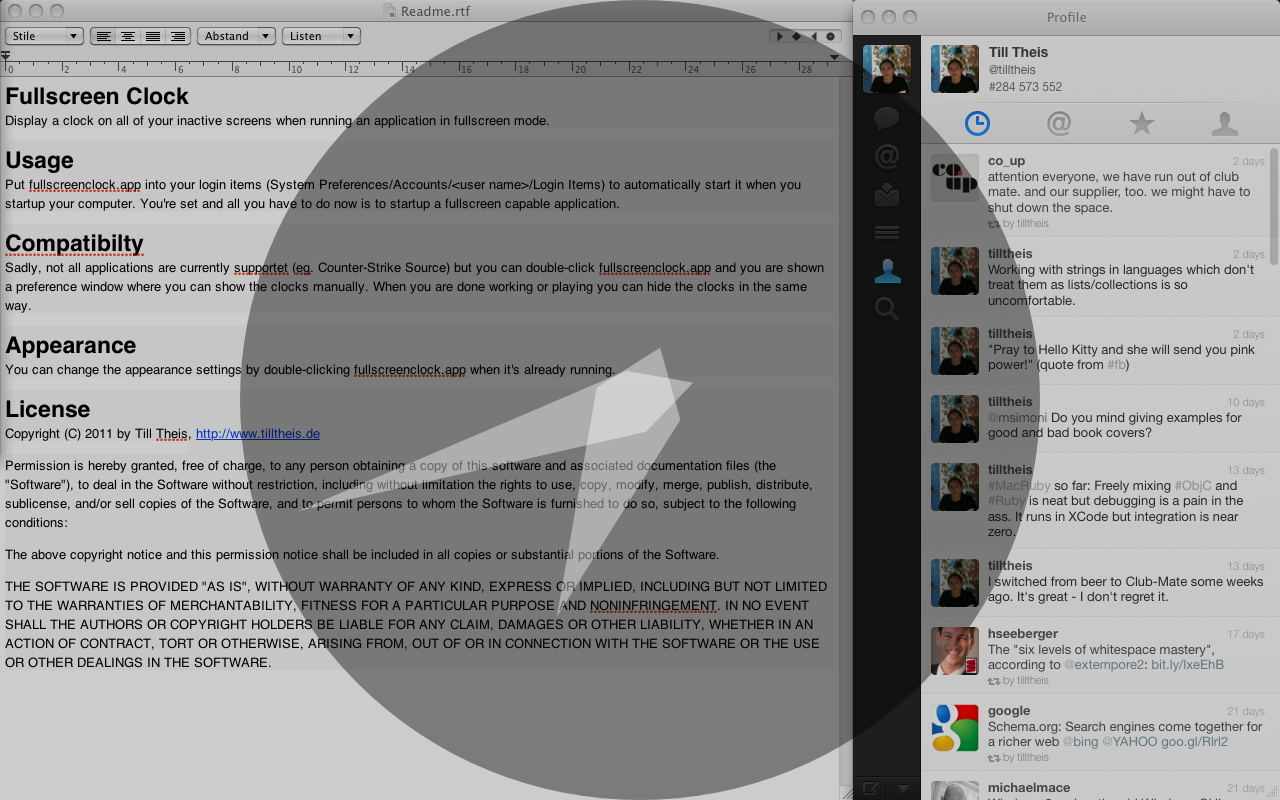 Readme.rtf
Stile
Abstand
Listen
0 2 4 6 8 10 12 14 16 18 20 22 24 26 28
Fullscreen Clock
Display a clock on all of your inactive screens when running an application in fullscreen mode.
Usage
Put fullscreenclock.app into your login items (System Preferences/Accounts/<user name>/Login Items) to automatically start it when you
startup your computer. You're set and all you have to do now is to startup a fullscreen capable application.
Compatibilty
Sadly, not all applications are currently supportet (eg. Counter-Strike Source) but you can double-click fullscreenclock.app and you are shown
a preference window where you can show the clocks manually. When you are done working or playing you can hide the clocks in the same
way.
Appearance
You can change the appearance settings by double-clicking fullscreenclock.app when it's already running.
License
Copyright (C) 2011 by Till Theis, http://www.tilltheis.de
Permission is hereby granted, free of charge, to any person obtaining a copy of this software and associated documentation files (the
"Software"), to deal in the Software without restriction, including without limitation the rights to use, copy, modify, merge, publish, distribute,
sublicense, and/or sell copies of the Software, and to permit persons to whom the Software is furnished to do so, subject to the following
conditions:
The above copyright notice and this permission notice shall be included in all copies or substantial portions of the Software.
THE SOFTWARE IS PROVIDED "AS IS", WITHOUT WARRANTY OF ANY KIND, EXPRESS OR IMPLIED, INCLUDING BUT NOT LIMITED
TO THE WARRANTIES OF MERCHANTABILITY, FITNESS FOR A PARTICULAR PURPOSE AND NONINFRINGEMENT. IN NO EVENT
SHALL THE AUTHORS OR COPYRIGHT HOLDERS BE LIABLE FOR ANY CLAIM, DAMAGES OR OTHER LIABILITY, WHETHER IN AN
ACTION OF CONTRACT, TORT OR OTHERWISE, ARISING FROM, OUT OF OR IN CONNECTION WITH THE SOFTWARE OR THE USE
OR OTHER DEALINGS IN THE SOFTWARE.
Profile
Till Theis
@tilltheis
#284 573 552
co_up 2 days
attention everyone, we have run out of club
mate. and our supplier, too. we might have to
shut down the space.
by tilltheis
tilltheis 2 days
Working with strings in languages which don't
treat them as lists/collections is so
uncomfortable.
tilltheis 2 days
"Pray to Hello Kitty and she will send you pink
power!" (quote from #fb)
tilltheis 10 days
@msimoni Do you mind giving examples for
good and bad book covers?
tilltheis 13 days
#MacRuby so far: Freely mixing #ObjC and
#Ruby is neat but debugging is a pain in the
ass. It runs in XCode but integration is near
zero.
tilltheis 13 days
I switched from beer to Club-Mate some weeks
ago. It's great - I don't regret it.
hseeberger 17 days
The "six levels of whitespace mastery",
according to @extempore2: bit.ly/lxeEhB
by tilltheis
google 21 days
Schema.org: Search engines come together for
a richer web @bing @YAHOO goo.gl/Rlrl2
by tilltheis
michaelmace 21 days